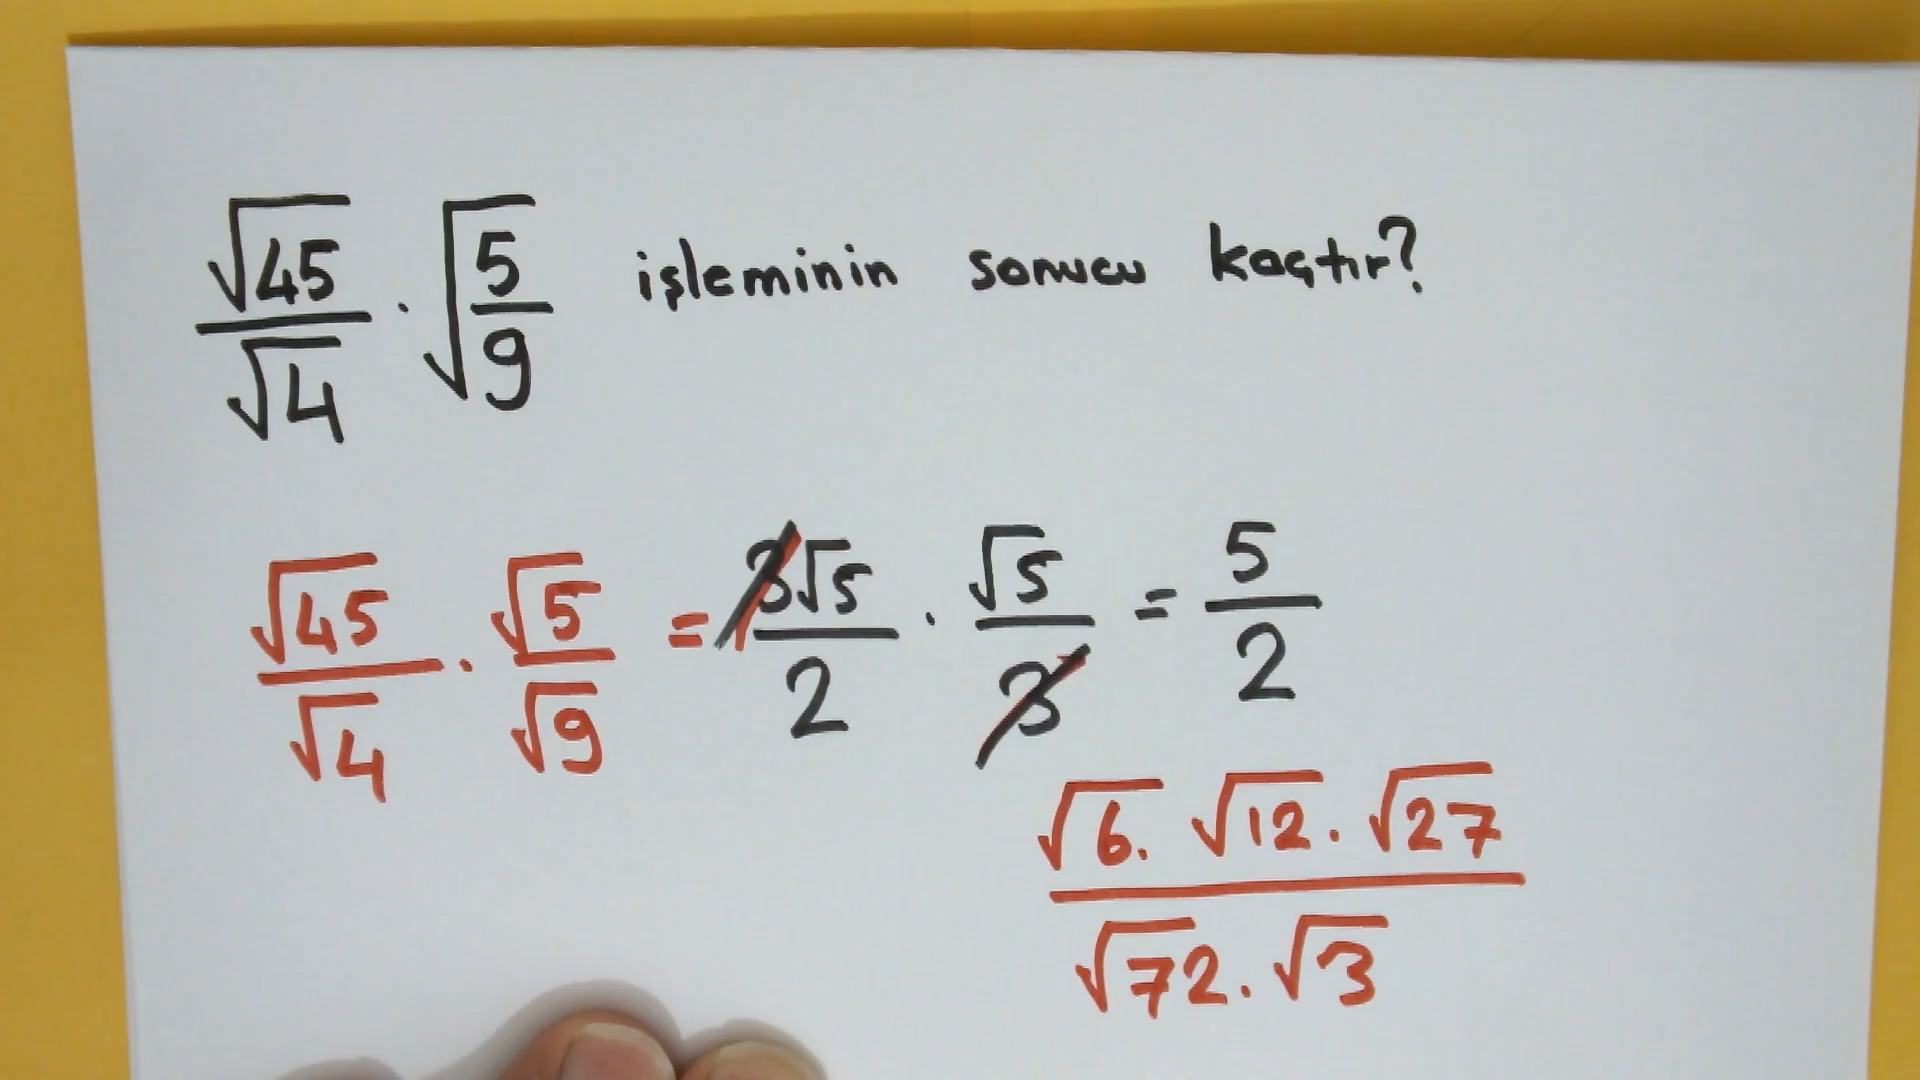 √45/√4 · √(5/9) işleminin sonucu kaçtır?
√45/√4 · √5/√9 = 3√5/2 · √5/3 = 5/2
√6 · √12 · √27 / √72 · √3